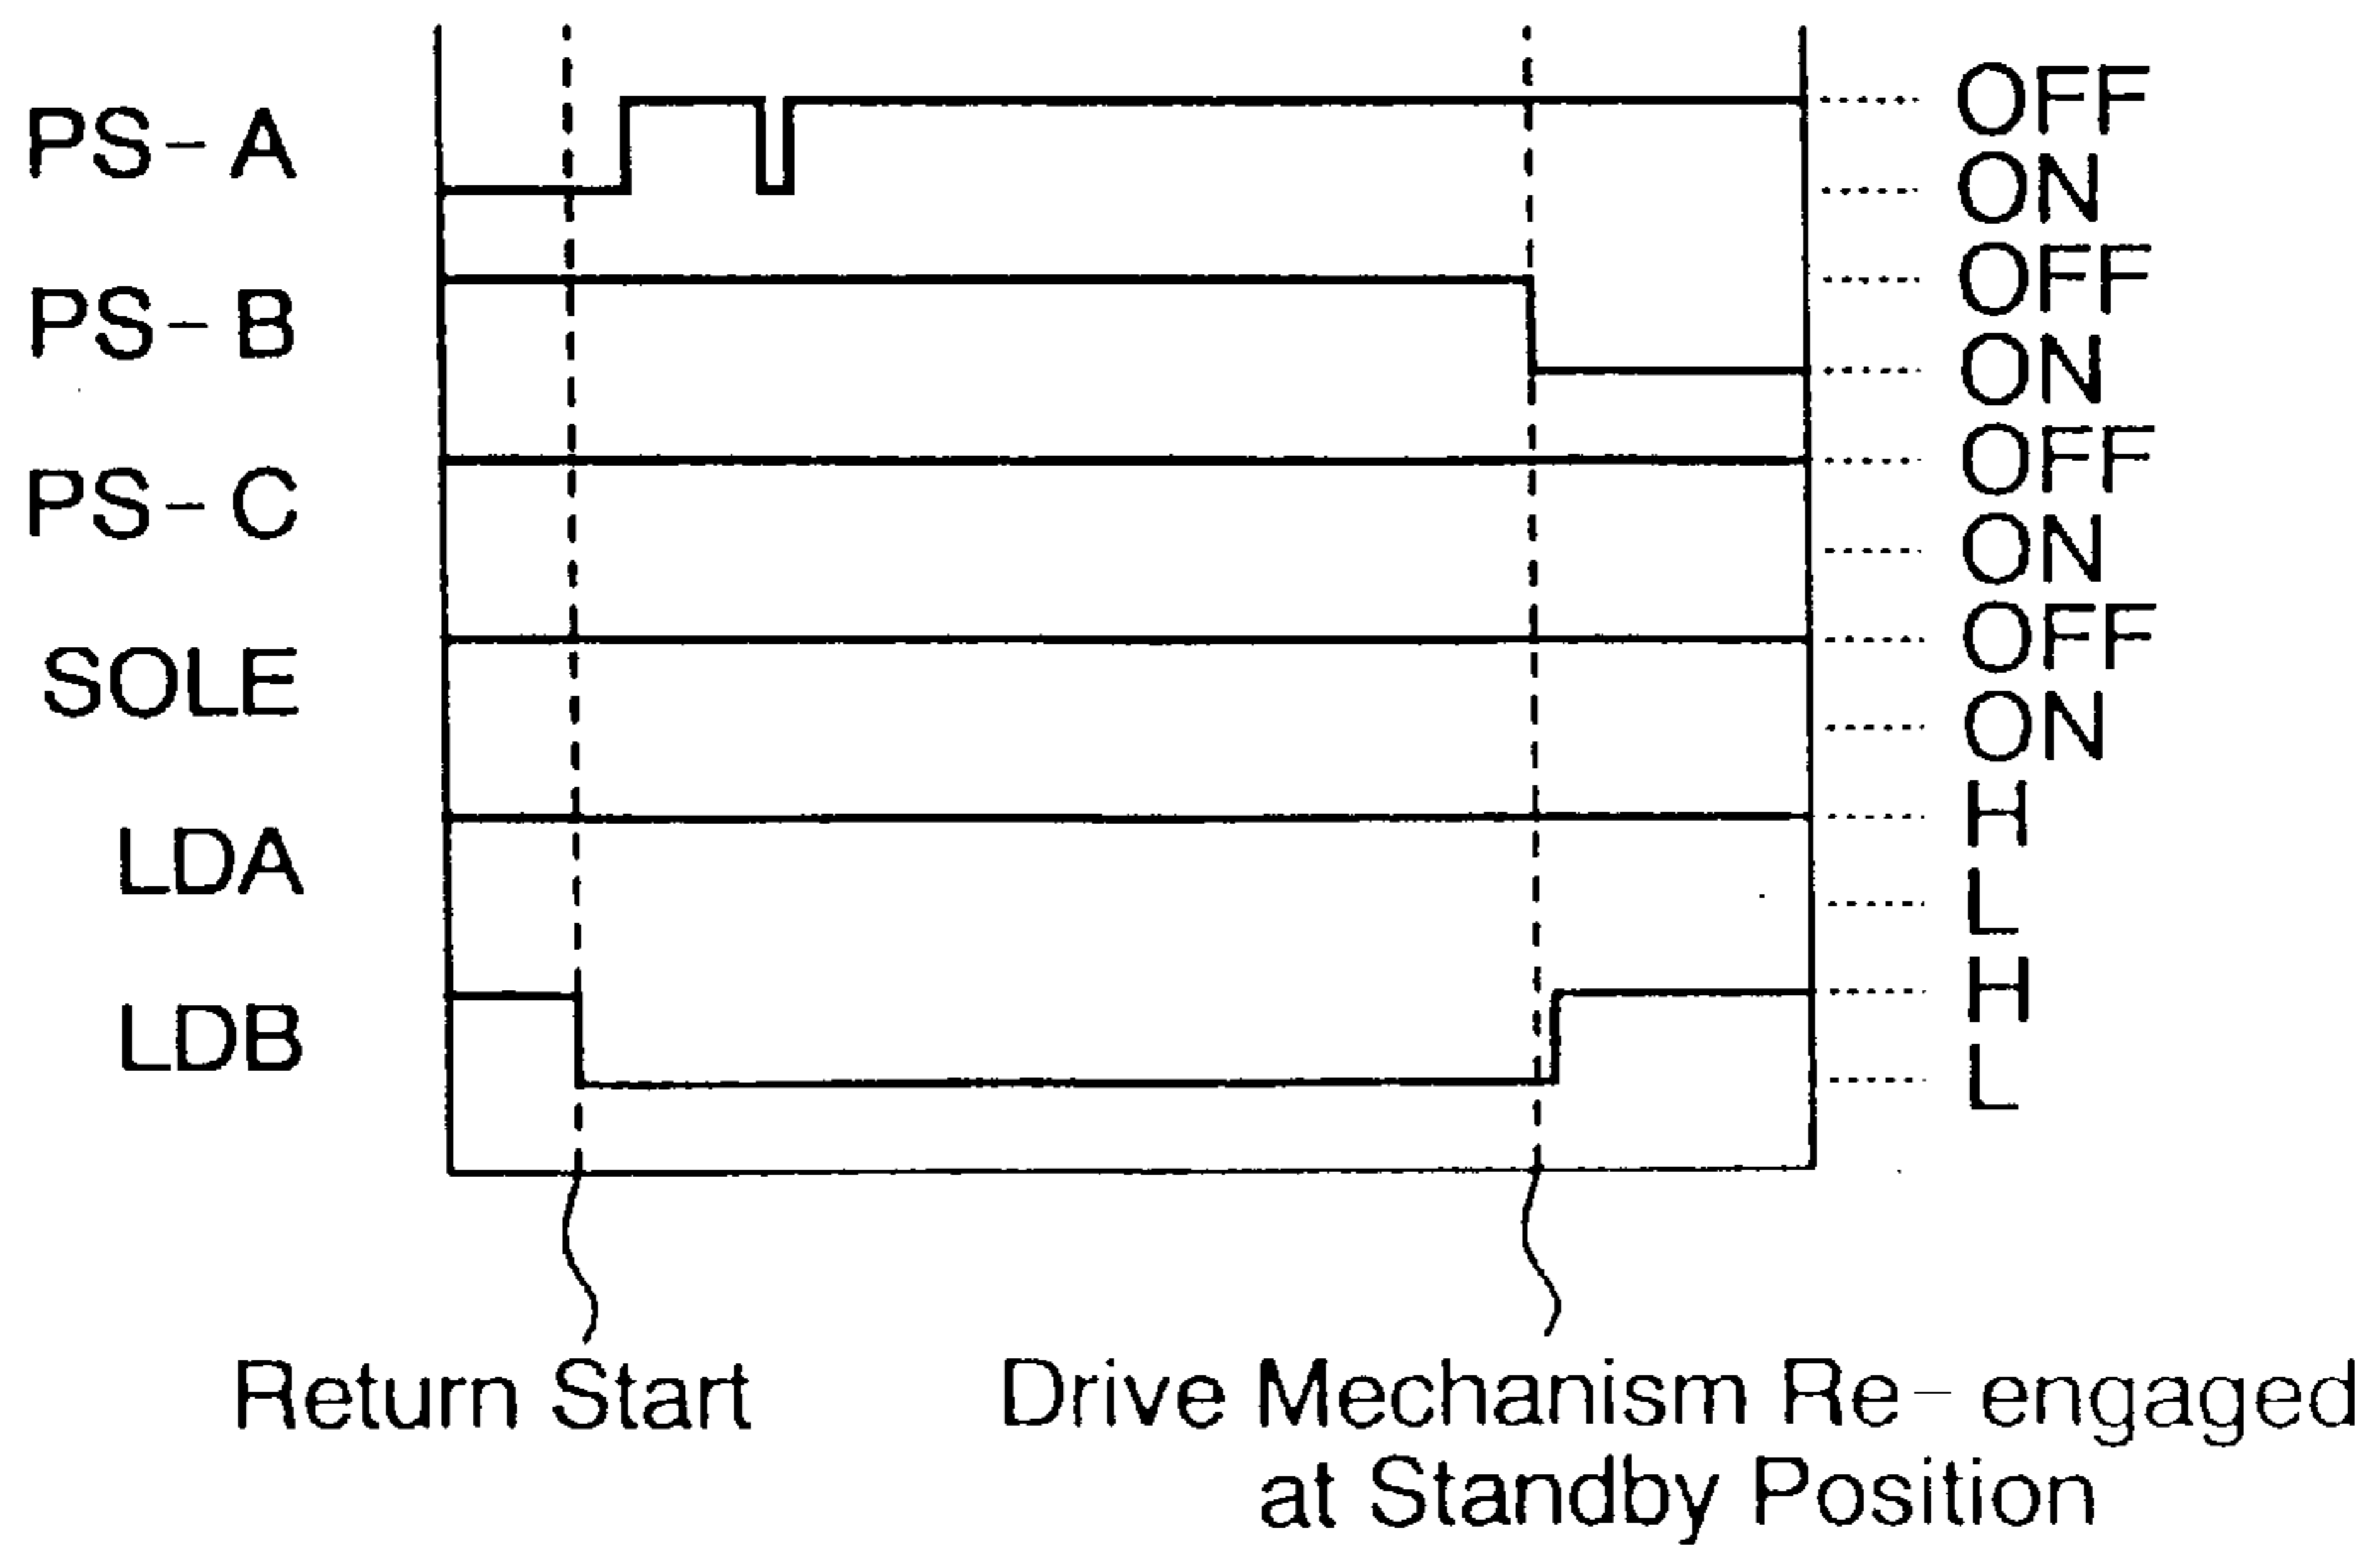 PS-A
OFF
ON
PS-B
OFF
ON
PS-C
OFF
ON
SOLE
OFF
ON
LDA
H
L
LDB
H
L
Return Start
Drive Mechanism Re-engaged
at Standby Position